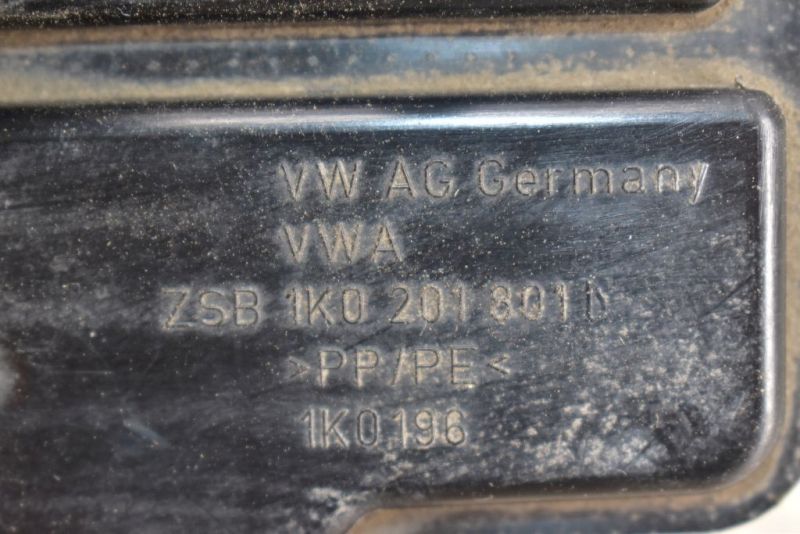 VW AG, Germany
VWA
ZSB 1K0 201 801 N
>PP/PE<
1K0.196